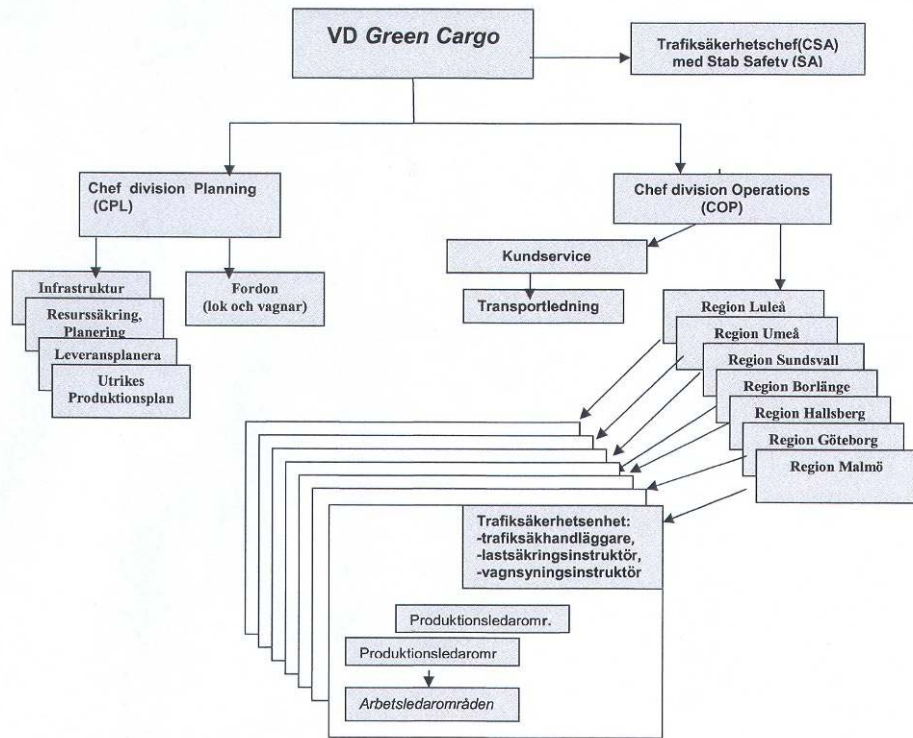 VD Green Cargo
Trafiksäkerhetschef(CSA)
med Stab Safety (SA)
Chef division Planning
(CPL)
Chef division Operations
(COP)
Kundservice
Transportledning
Infrastruktur
Resurssäkring,
Planering
Leveransplanera
Utrikes
Produktionsplan
Fordon
(lok och vagnar)
Region Luleå
Region Umeå
Region Sundsvall
Region Borlänge
Region Hallsberg
Region Göteborg
Region Malmö
Trafiksäkerhetsenhet:
-trafiksäkhandläggare,
-lastsäkringsinstruktör,
-vagnsyningsinstruktör
Produktionsledaromr.
Produktionsledaromr
Arbetsledarområden